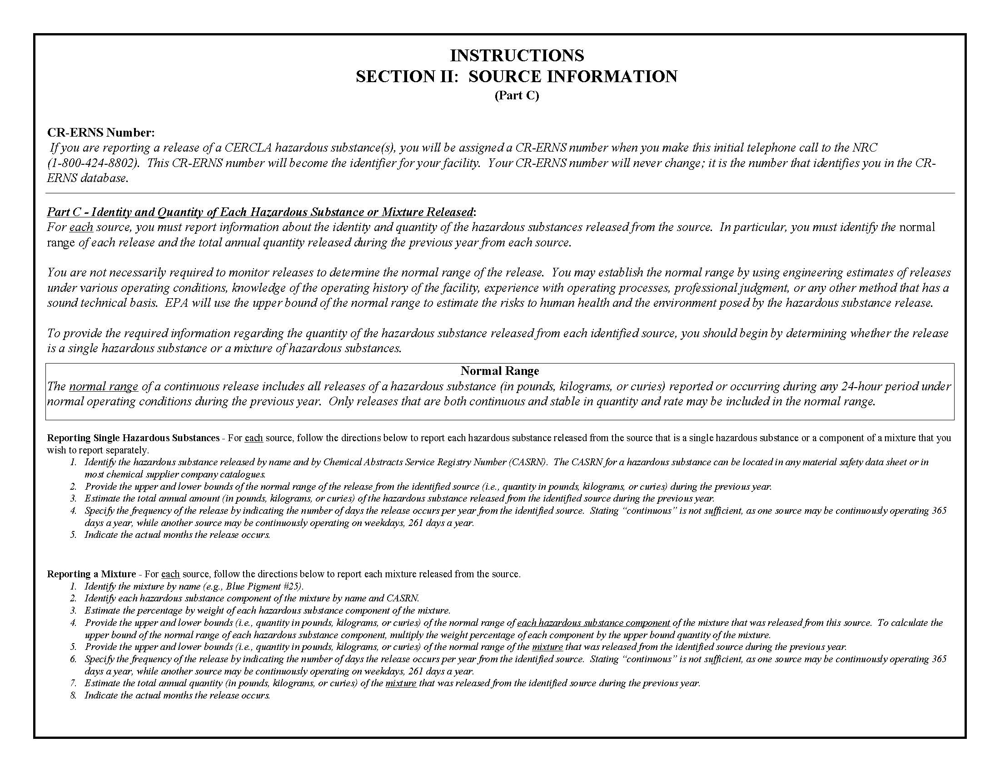 INSTRUCTIONS
SECTION II:  SOURCE INFORMATION
(Part C)
CR-ERNS Number:
If you are reporting a release of a CERCLA hazardous substance(s), you will be assigned a CR-ERNS number when you make this initial telephone call to the NRC
(1-800-424-8802).  This CR-ERNS number will become the identifier for your facility.  Your CR-ERNS number will never change; it is the number that identifies you in the CR-
ERNS database.
Part C - Identity and Quantity of Each Hazardous Substance or Mixture Released:
For each source, you must report information about the identity and quantity of the hazardous substances released from the source.  In particular, you must identify the normal
range of each release and the total annual quantity released during the previous year from each source.
You are not necessarily required to monitor releases to determine the normal range of the release.  You may establish the normal range by using engineering estimates of releases
under various operating conditions, knowledge of the operating history of the facility, experience with operating processes, professional judgment, or any other method that has a
sound technical basis.  EPA will use the upper bound of the normal range to estimate the risks to human health and the environment posed by the hazardous substance release.
To provide the required information regarding the quantity of the hazardous substance released from each identified source, you should begin by determining whether the release
is a single hazardous substance or a mixture of hazardous substances.
Normal Range
The normal range of a continuous release includes all releases of a hazardous substance (in pounds, kilograms, or curies) reported or occurring during any 24-hour period under
normal operating conditions during the previous year.  Only releases that are both continuous and stable in quantity and rate may be included in the normal range.
Reporting Single Hazardous Substances - For each source, follow the directions below to report each hazardous substance released from the source that is a single hazardous substance or a component of a mixture that you
wish to report separately.
1. Identify the hazardous substance released by name and by Chemical Abstracts Service Registry Number (CASRN).  The CASRN for a hazardous substance can be located in any material safety data sheet or in
most chemical supplier company catalogues.
2. Provide the upper and lower bounds of the normal range of the release from the identified source (i.e., quantity in pounds, kilograms, or curies) during the previous year.
3. Estimate the total annual amount (in pounds, kilograms, or curies) of the hazardous substance released from the identified source during the previous year.
4. Specify the frequency of the release by indicating the number of days the release occurs per year from the identified source.  Stating “continuous” is not sufficient, as one source may be continuously operating 365
days a year, while another source may be continuously operating on weekdays, 261 days a year.
5. Indicate the actual months the release occurs.
Reporting a Mixture - For each source, follow the directions below to report each mixture released from the source.
1. Identify the mixture by name (e.g., Blue Pigment #25).
2. Identify each hazardous substance component of the mixture by name and CASRN.
3. Estimate the percentage by weight of each hazardous substance component of the mixture.
4. Provide the upper and lower bounds (i.e., quantity in pounds, kilograms, or curies) of the normal range of each hazardous substance component of the mixture that was released from this source.  To calculate the
upper bound of the normal range of each hazardous substance component, multiply the weight percentage of each component by the upper bound quantity of the mixture.
5. Provide the upper and lower bounds (i.e., quantity in pounds, kilograms, or curies) of the normal range of the mixture that was released from the identified source during the previous year.
6. Specify the frequency of the release by indicating the number of days the release occurs per year from the identified source.  Stating “continuous” is not sufficient, as one source may be continuously operating 365
days a year, while another source may be continuously operating on weekdays, 261 days a year.
7. Estimate the total annual quantity (in pounds, kilograms, or curies) of the mixture that was released from the identified source during the previous year.
8. Indicate the actual months the release occurs.